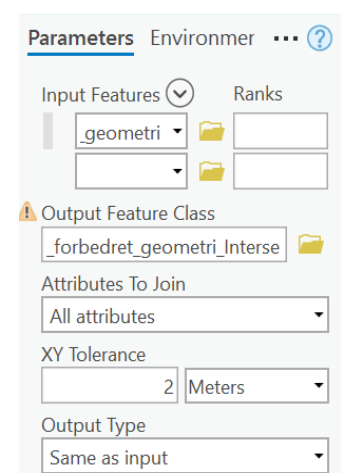 Parameters Environmer ... ?
Input Features Ranks
_geometri
Output Feature Class
_forbedret_geometri_Interse
Attributes To Join
All attributes
XY Tolerance
2 Meters
Output Type
Same as input